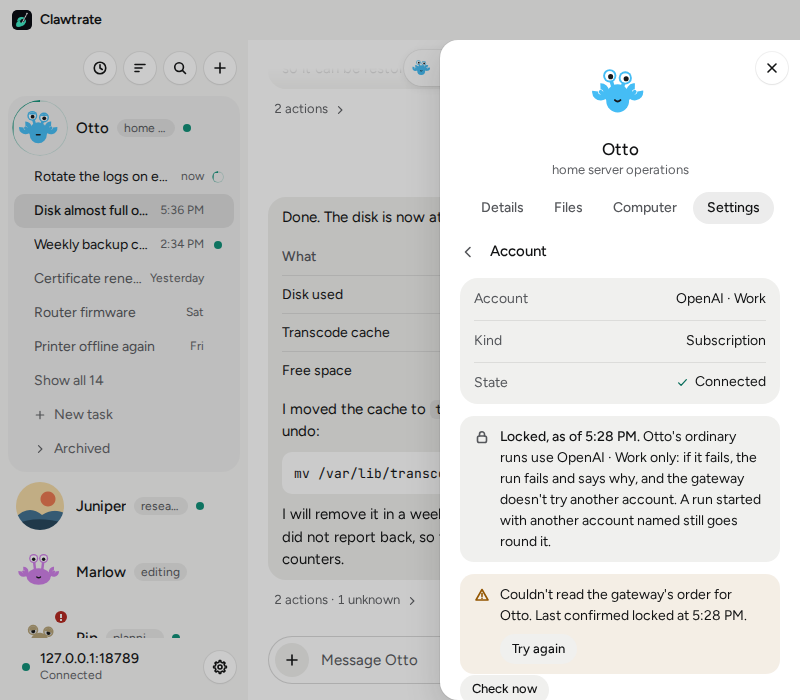 Clawtrate
Otto
home ...
Rotate the logs on e...
now
Disk almost full o...
5:36 PM
Weekly backup c...
2:34 PM
Certificate rene...
Yesterday
Router firmware
Sat
Printer offline again
Fri
Show all 14
New task
Archived
Juniper
resea...
Marlow
editing
Pip
planni...
127.0.0.1:18789
Connected
2 actions
Done. The disk is now at
What
Disk used
Transcode cache
Free space
I moved the cache to
undo:
mv /var/lib/transco
I will remove it in a week
did not report back, so
counters.
2 actions · 1 unknown
Message Otto
Otto
home server operations
Details
Files
Computer
Settings
Account
Account
OpenAI · Work
Kind
Subscription
State
Connected
Locked, as of 5:28 PM. Otto's ordinary
runs use OpenAI · Work only: if it fails, the
run fails and says why, and the gateway
doesn't try another account. A run started
with another account named still goes
round it.
Couldn't read the gateway's order for
Otto. Last confirmed locked at 5:28 PM.
Try again
Check now